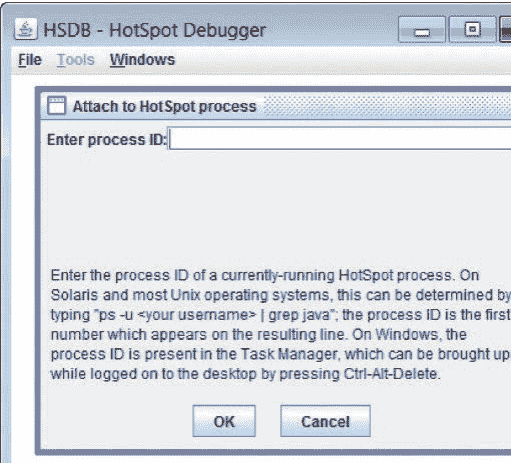 HSDB - HotSpot Debugger
File Tools Windows
Attach to HotSpot process
Enter process ID:
Enter the process ID of a currently-running HotSpot process. On
Solaris and most Unix operating systems, this can be determined by
typing "ps -u <your username> | grep java"; the process ID is the first
number which appears on the resulting line. On Windows, the
process ID is present in the Task Manager, which can be brought up
while logged on to the desktop by pressing Ctrl-Alt-Delete.
OK Cancel